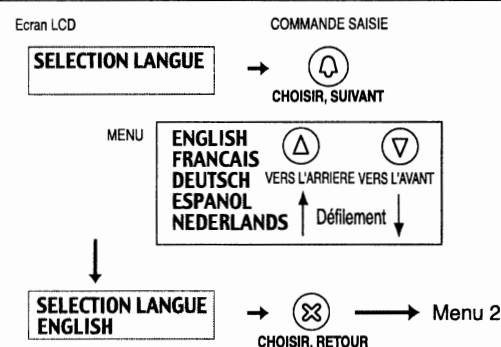 Ecran LCD COMMANDE SAISIE
SELECTION LANGUE
CHOISIR, SUIVANT
MENU
ENGLISH
FRANCAIS
DEUTSCH
ESPANOL
NEDERLANDS
VERS L'ARRIERE VERS L'AVANT
Défilement
SELECTION LANGUE
ENGLISH
Menu 2
CHOISIR, RETOUR